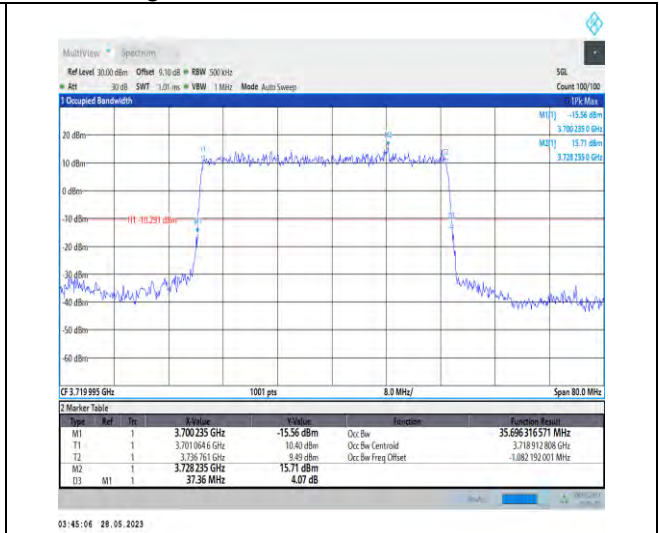 MultiView Spectrum
Ref Level 30.00 dBm Offset 9.10 dB RBW 500 kHz SGL
Att 30 dB SWT 1.01 ms VBW 1 MHz Mode Auto Sweep Count 100/100
1 Occupied Bandwidth 1Pk Max
M1[1] -15.56 dBm
3.700 235 0 GHz
M2[1] 15.71 dBm
3.728 235 0 GHz
20 dBm
10 dBm
0 dBm
-10 dBm
H1 -10.291 dBm
M1
-20 dBm
-30 dBm
-40 dBm
-50 dBm
-60 dBm
CF 3.719 995 GHz 1001 pts 8.0 MHz/ Span 80.0 MHz
2 Marker Table
Type Ref Trc X-Value Y-Value Function Function Result
M1 1 3.700 235 GHz -15.56 dBm Occ Bw 35.696 316 571 MHz
T1 1 3.701 064 6 GHz 10.40 dBm Occ Bw Centroid 3.718 912 808 GHz
T2 1 3.736 761 GHz 9.49 dBm Occ Bw Freq Offset -1.082 192 001 MHz
M2 1 3.728 235 GHz 15.71 dBm
D3 M1 1 37.36 MHz 4.07 dB
03:45:06 28.05.2023